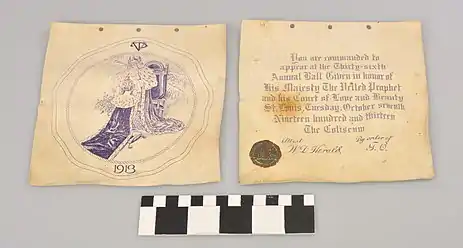 VP
1913
You are commanded to
appear at the Thirty-sixth
Annual Ball Given in honor of
His Majesty The Veiled Prophet
and his Court of Love and Beauty
St. Louis, Tuesday, October seventh
Nineteen hundred and thirteen
The Coliseum
Attest
By order of